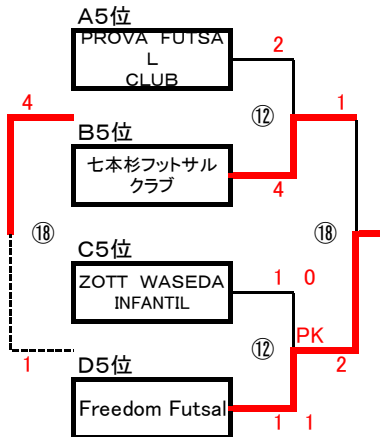 A5位
PROVA FUTSA
L
CLUB
2
4
⑫
1
B5位
七本杉フットサル
クラブ
4
⑱
⑱
C5位
ZOTT WASEDA
INFANTIL
1 0
⑫
PK
1
2
D5位
Freedom Futsal
1 1